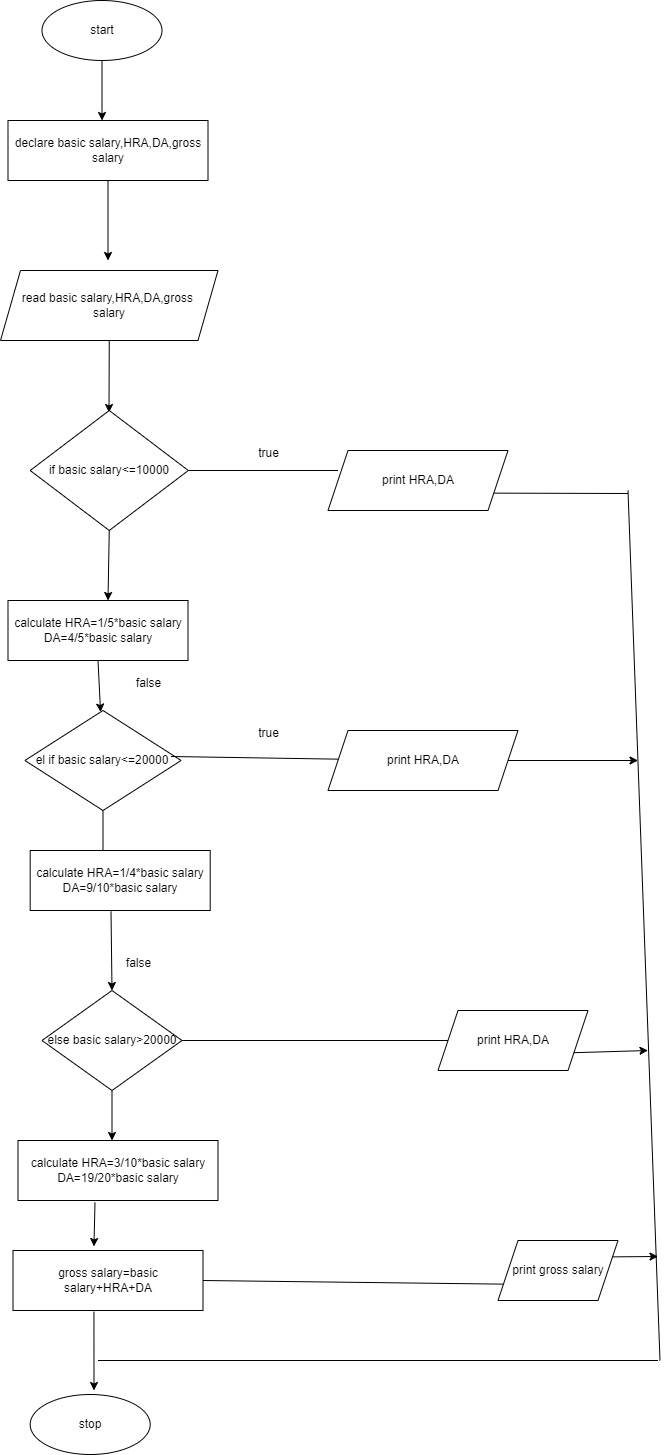 start
declare basic salary,HRA,DA,gross
salary
read basic salary,HRA,DA,gross
salary
if basic salary<=10000
true
print HRA,DA
calculate HRA=1/5*basic salary
DA=4/5*basic salary
false
el if basic salary<=20000
true
print HRA,DA
calculate HRA=1/4*basic salary
DA=9/10*basic salary
false
else basic salary>20000
print HRA,DA
calculate HRA=3/10*basic salary
DA=19/20*basic salary
gross salary=basic
salary+HRA+DA
print gross salary
stop